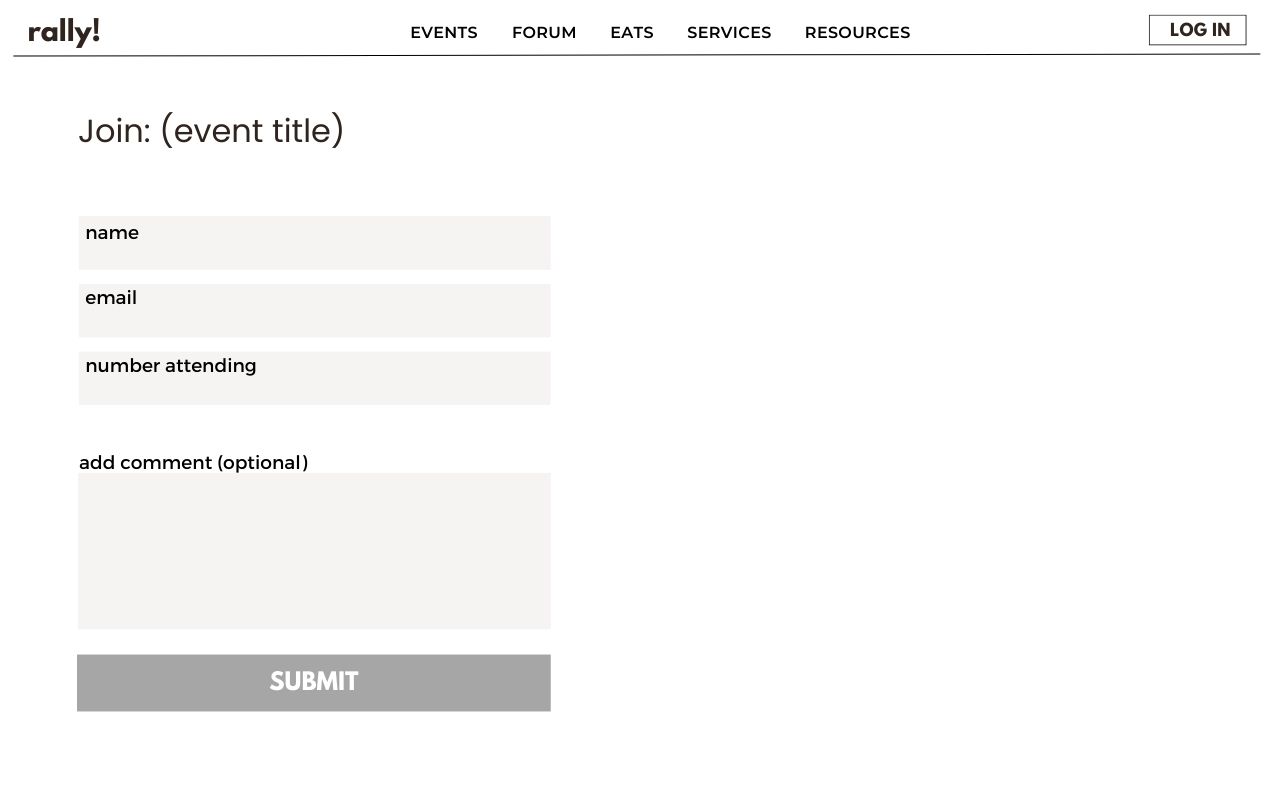 rally!
EVENTS FORUM EATS SERVICES RESOURCES
LOG IN
Join: (event title)
name
email
number attending
add comment (optional)
SUBMIT